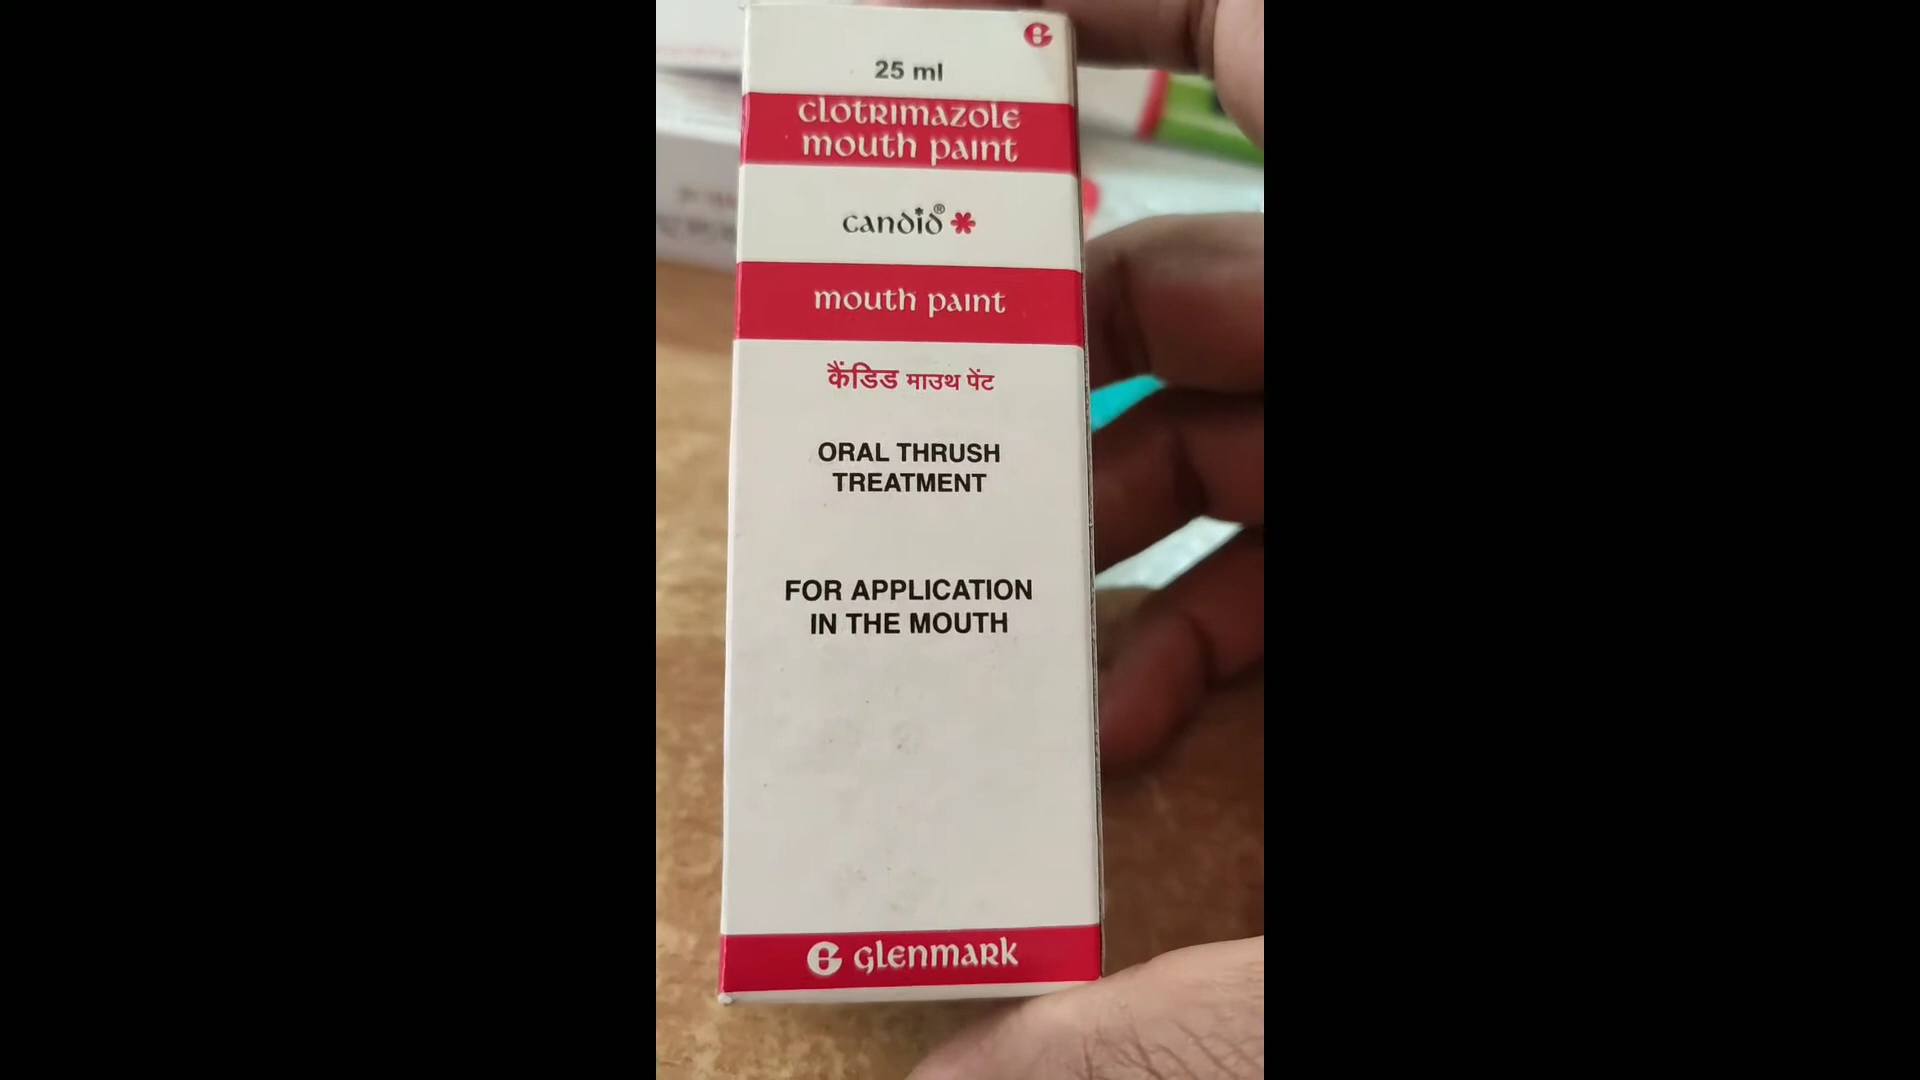 25 ml
clotrimazole
mouth paint
candid®
mouth paint
कैंडिड माउथ पेंट
ORAL THRUSH
TREATMENT
FOR APPLICATION
IN THE MOUTH
glenmark